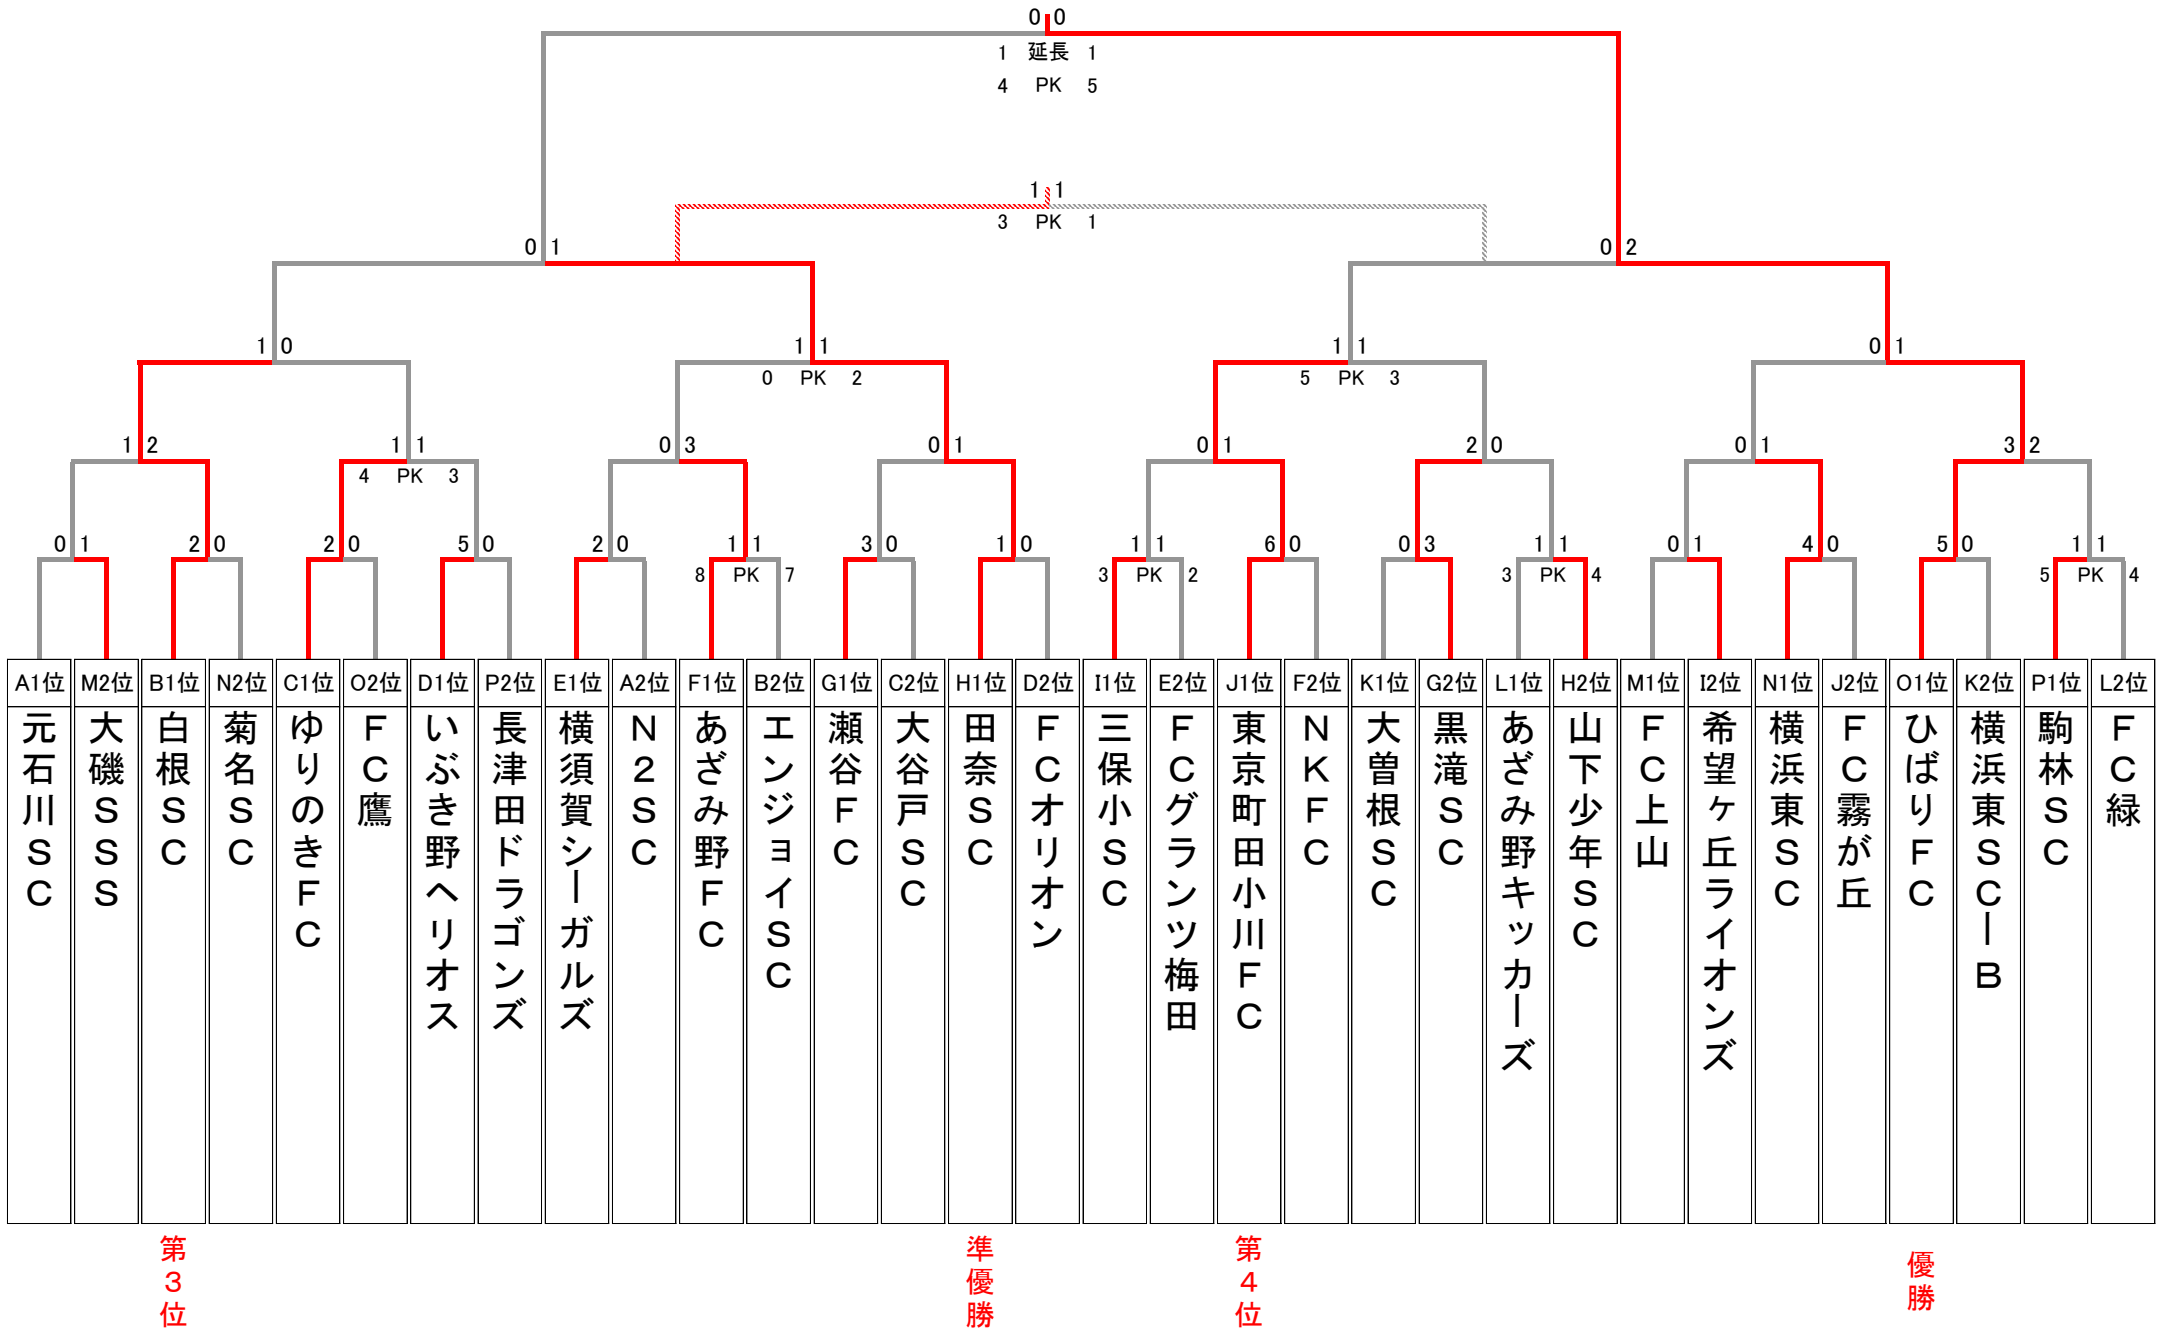 0 0
1 延長 1
4 PK 5
1 1
3 PK 1
0 1
0 2
1 0
1 1
1 1
0 1
0 PK 2
5 PK 3
1 2
1 1
0 3
0 1
0 1
2 0
0 1
3 2
4 PK 3
0 1
2 0
2 0
5 0
2 0
1 1
3 0
1 0
1 1
6 0
0 3
1 1
0 1
4 0
5 0
1 1
8 PK 7
3 PK 2
3 PK 4
5 PK 4
A1位 M2位 B1位 N2位 C1位 O2位 D1位 P2位 E1位 A2位 F1位 B2位 G1位 C2位 H1位 D2位 I1位 E2位 J1位 F2位 K1位 G2位 L1位 H2位 M1位 I2位 N1位 J2位 O1位 K2位 P1位 L2位
元石川SC
大磯SSS
白根SC
菊名SC
ゆりのきFC
FC鷹
いぶき野ヘリオス
長津田ドラゴンズ
横須賀シーガルズ
N2SC
あざみ野FC
エンジョイSC
瀬谷FC
大谷戸SC
田奈SC
FCオリオン
三保小SC
FCグランツ梅田
東京町田小川FC
NKFC
大曽根SC
黒滝SC
あざみ野キッカーズ
山下少年SC
FC上山
希望ヶ丘ライオンズ
横浜東SC
FC霧が丘
ひばりFC
横浜東SCーB
駒林SC
FC緑
第3位
準優勝
第4位
優勝